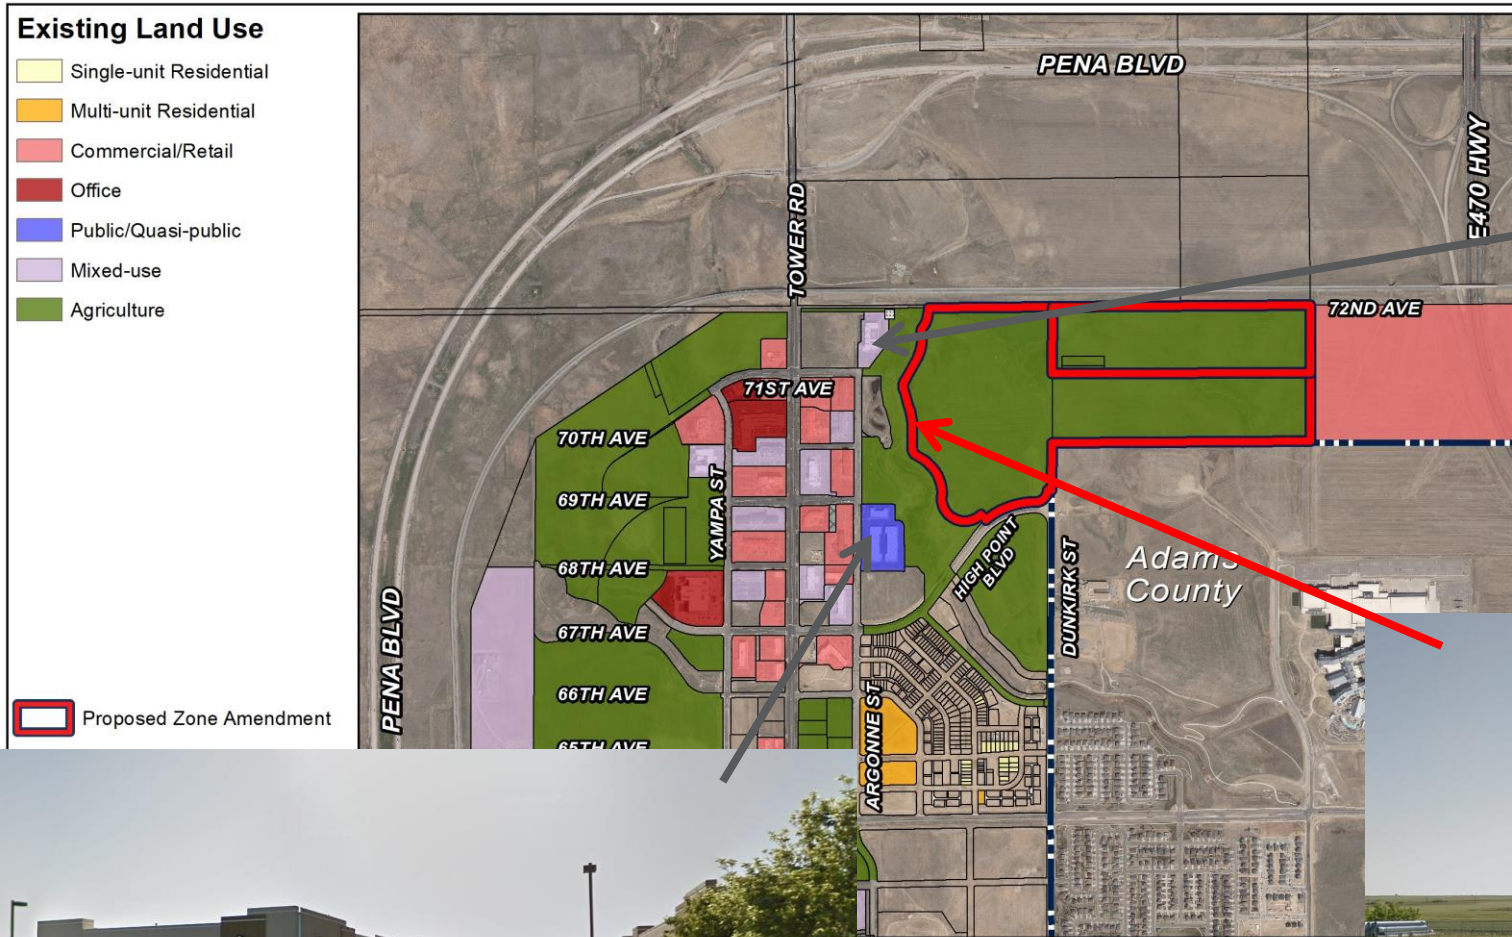 Existing Land Use
Single-unit Residential
Multi-unit Residential
Commercial/Retail
Office
Public/Quasi-public
Mixed-use
Agriculture
Proposed Zone Amendment
PENA BLVD
E470 HWY
TOWER RD
72ND AVE
71ST AVE
70TH AVE
69TH AVE
YAMPA ST
68TH AVE
HIGH POINT
BLVD
DUNKIRK ST
Adams
County
67TH AVE
PENA BLVD
66TH AVE
ARGONNE ST
65TH AVE